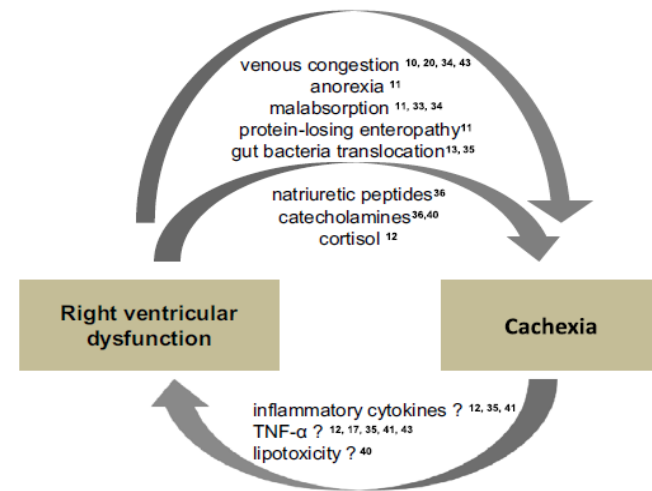 venous congestion 10, 20, 34, 43
anorexia 11
malabsorption 11, 33, 34
protein-losing enteropathy11
gut bacteria translocation13, 35
natriuretic peptides36
catecholamines36,40
cortisol 12
Right ventricular
dysfunction
Cachexia
inflammatory cytokines ? 12, 35, 41
TNF-α ? 12, 17, 35, 41, 43
lipotoxicity ? 40